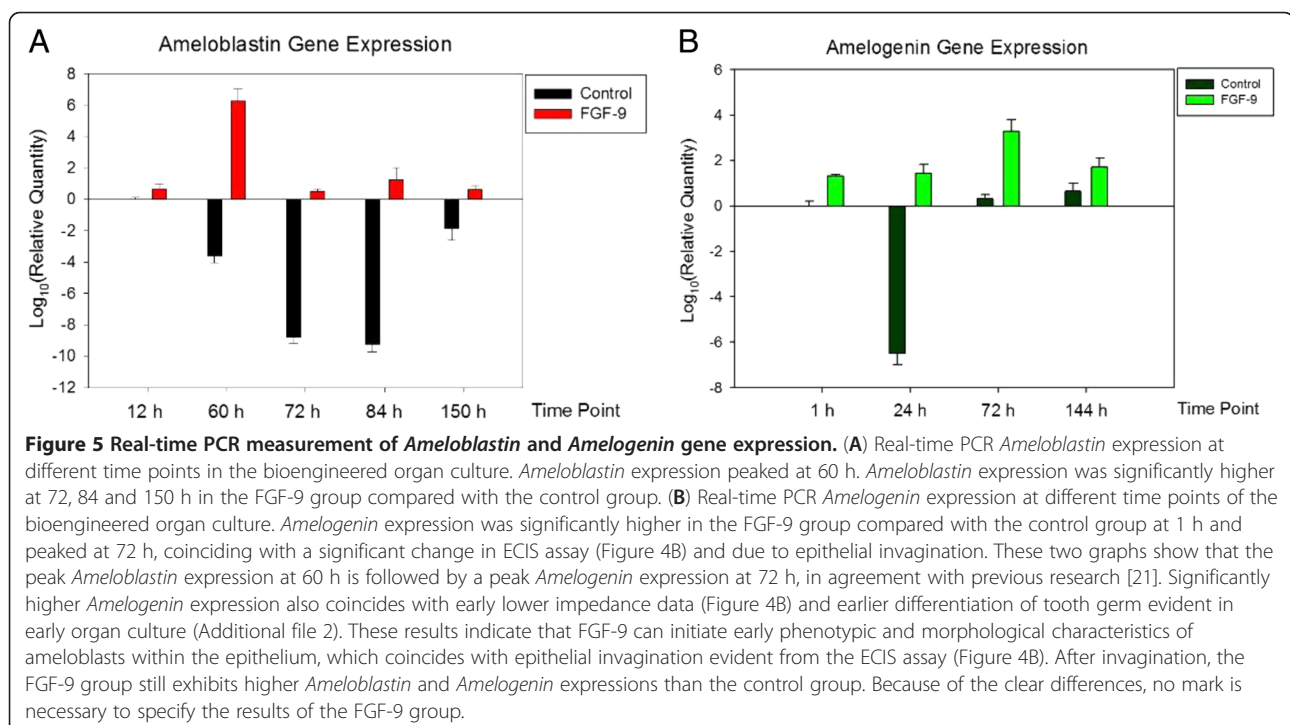 A
Ameloblastin Gene Expression
Control
FGF-9
Log10(Relative Quantity)
8
6
4
2
0
-2
-4
-6
-8
-10
-12
12 h 60 h 72 h 84 h 150 h Time Point
B
Amelogenin Gene Expression
Control
FGF-9
Log10(Relative Quantity)
6
4
2
0
-2
-4
-6
-8
1 h 24 h 72 h 144 h Time Point
Figure 5 Real-time PCR measurement of Ameloblastin and Amelogenin gene expression. (A) Real-time PCR Ameloblastin expression at
different time points in the bioengineered organ culture. Ameloblastin expression peaked at 60 h. Ameloblastin expression was significantly higher
at 72, 84 and 150 h in the FGF-9 group compared with the control group. (B) Real-time PCR Amelogenin expression at different time points of the
bioengineered organ culture. Amelogenin expression was significantly higher in the FGF-9 group compared with the control group at 1 h and
peaked at 72 h, coinciding with a significant change in ECIS assay (Figure 4B) and due to epithelial invagination. These two graphs show that the
peak Ameloblastin expression at 60 h is followed by a peak Amelogenin expression at 72 h, in agreement with previous research [21]. Significantly
higher Amelogenin expression also coincides with early lower impedance data (Figure 4B) and earlier differentiation of tooth germ evident in
early organ culture (Additional file 2). These results indicate that FGF-9 can initiate early phenotypic and morphological characteristics of
ameloblasts within the epithelium, which coincides with epithelial invagination evident from the ECIS assay (Figure 4B). After invagination, the
FGF-9 group still exhibits higher Ameloblastin and Amelogenin expressions than the control group. Because of the clear differences, no mark is
necessary to specify the results of the FGF-9 group.